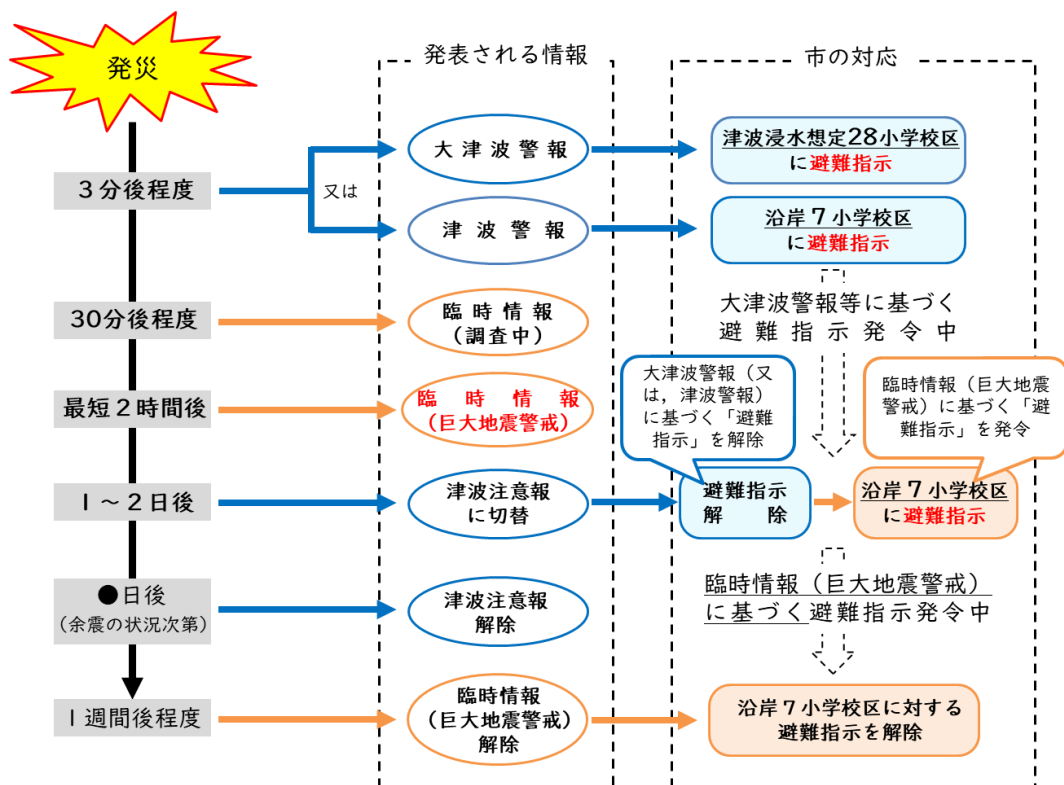 発災
発表される情報
市の対応
3分後程度
又は
大津波警報
津波浸水想定28小学校区
に避難指示
津波警報
沿岸7小学校区
に避難指示
大津波警報等に基づく
避難指示発令中
30分後程度
臨時情報
(調査中)
最短2時間後
臨時情報
(巨大地震警戒)
大津波警報(又
は,津波警報)
に基づく「避難
指示」を解除
臨時情報(巨大地震
警戒)に基づく「避
難指示」を発令
1~2日後
津波注意報
に切替
避難指示
解除
沿岸7小学校区
に避難指示
臨時情報(巨大地震警戒)
に基づく避難指示発令中
●日後
(余震の状況次第)
津波注意報
解除
1週間後程度
臨時情報
(巨大地震警戒)
解除
沿岸7小学校区に対する
避難指示を解除